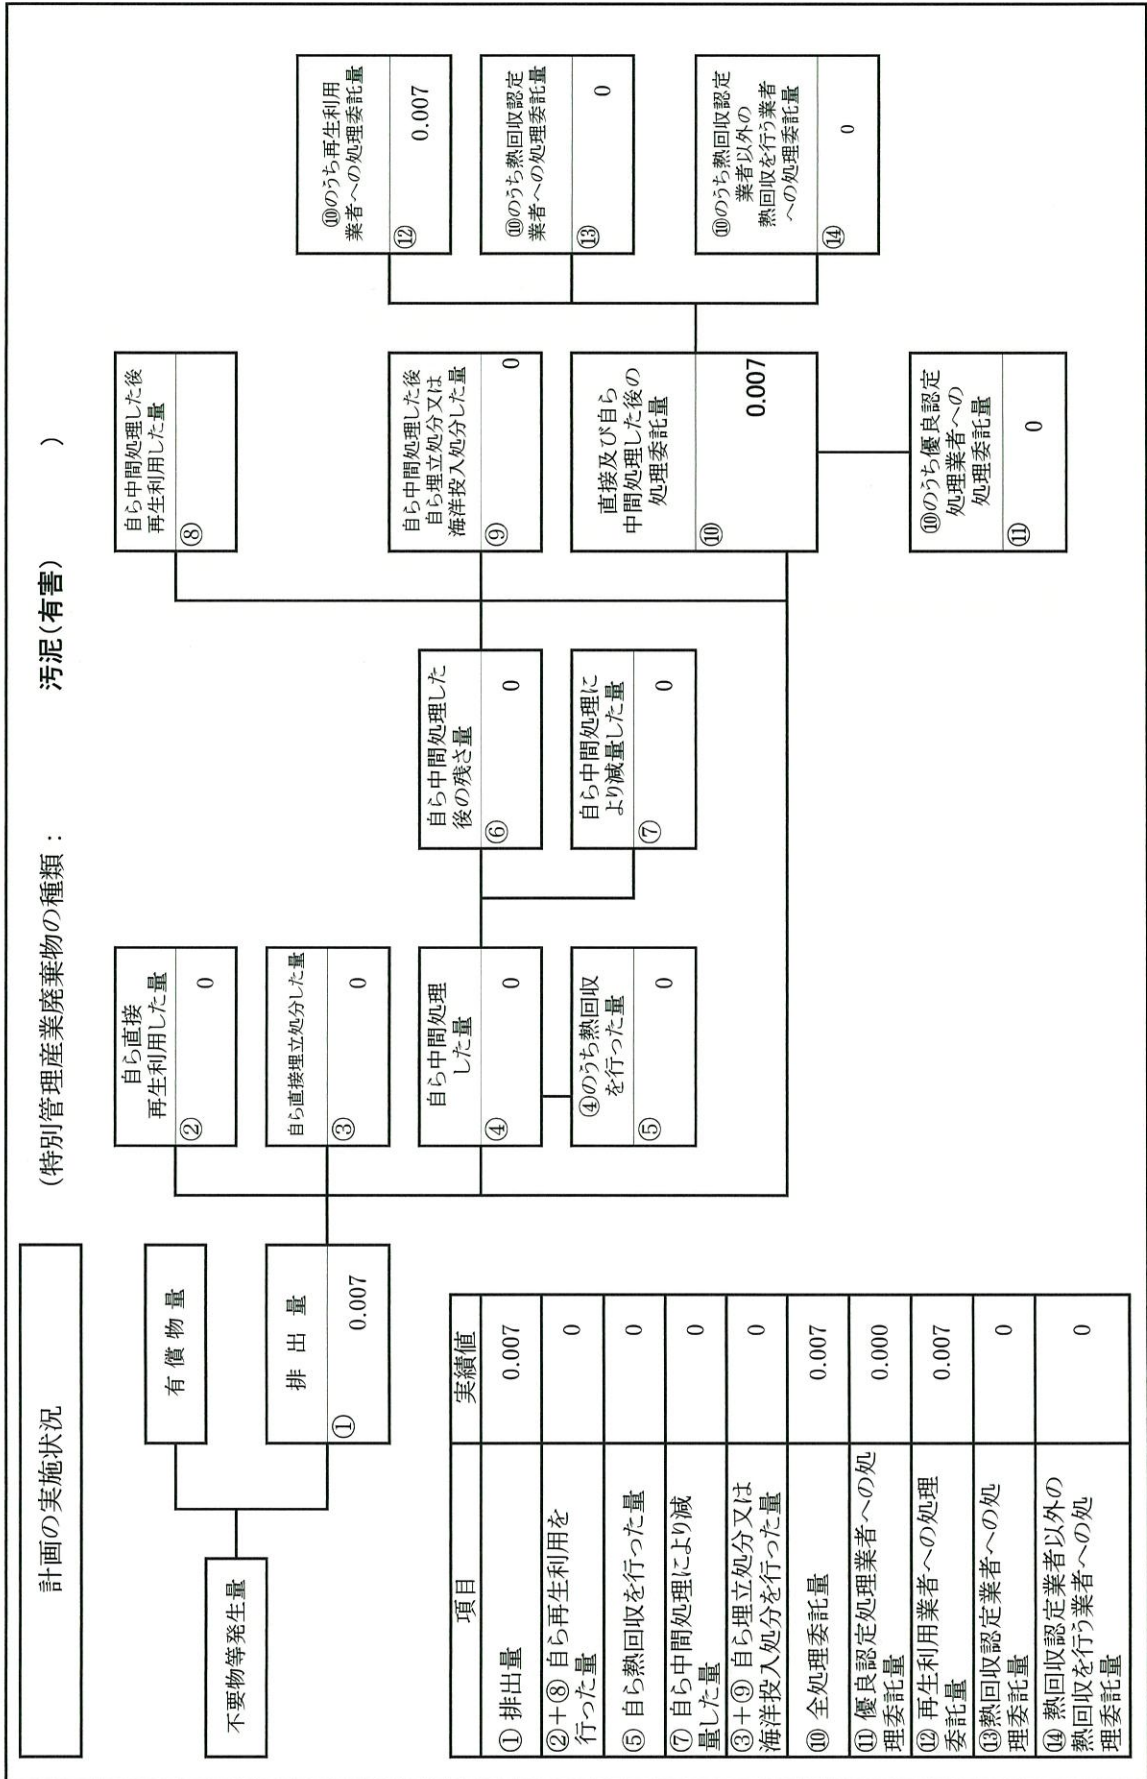 計画の実施状況
(特別管理産業廃棄物の種類: 汚泥(有害) )
不要物等発生量
有償物量
排出量
① 0.007
自ら直接
再生利用した量
② 0
自ら直接埋立処分した量
③ 0
自ら中間処理
した量
④ 0
④のうち熱回収
を行った量
⑤ 0
自ら中間処理した
後の残さ量
⑥ 0
自ら中間処理に
より減量した量
⑦ 0
自ら中間処理した後
再生利用した量
⑧
自ら中間処理した後
自ら埋立処分又は
海洋投入処分した量
⑨ 0
直接及び自ら
中間処理した後の
処理委託量
⑩ 0.007
⑩のうち優良認定
処理業者への
処理委託量
⑪ 0
⑩のうち再生利用
業者への処理委託量
⑫ 0.007
⑩のうち熱回収認定
業者への処理委託量
⑬ 0
⑩のうち熱回収認定
業者以外の
熱回収を行う業者
への処理委託量
⑭ 0
項目 実績値
① 排出量 0.007
②+⑧ 自ら再生利用を
行った量 0
⑤ 自ら熱回収を行った量 0
⑦ 自ら中間処理により減
量した量 0
③+⑨ 自ら埋立処分又は
海洋投入処分を行った量 0
⑩ 全処理委託量 0.007
⑪ 優良認定処理業者への処
理委託量 0.000
⑫ 再生利用業者への処理
委託量 0.007
⑬熱回収認定業者への処
理委託量 0
⑭ 熱回収認定業者以外の
熱回収を行う業者への処
理委託量 0